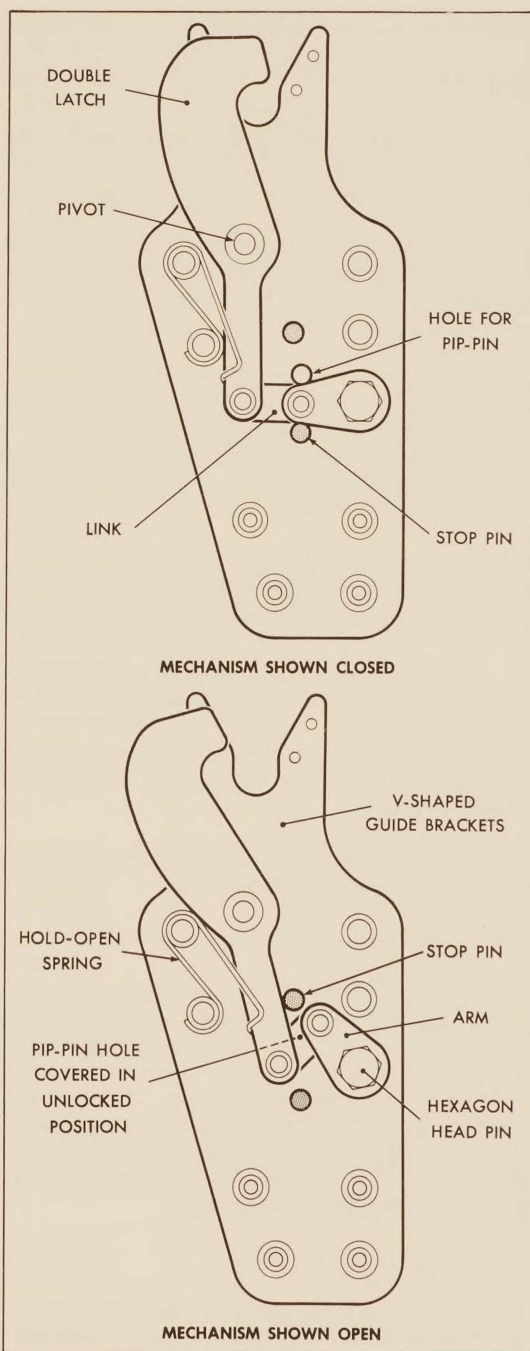 DOUBLE
LATCH
PIVOT
HOLE FOR
PIP-PIN
LINK
STOP PIN
MECHANISM SHOWN CLOSED
V-SHAPED
GUIDE BRACKETS
HOLD-OPEN
SPRING
STOP PIN
ARM
PIP-PIN HOLE
COVERED IN
UNLOCKED
POSITION
HEXAGON
HEAD PIN
MECHANISM SHOWN OPEN